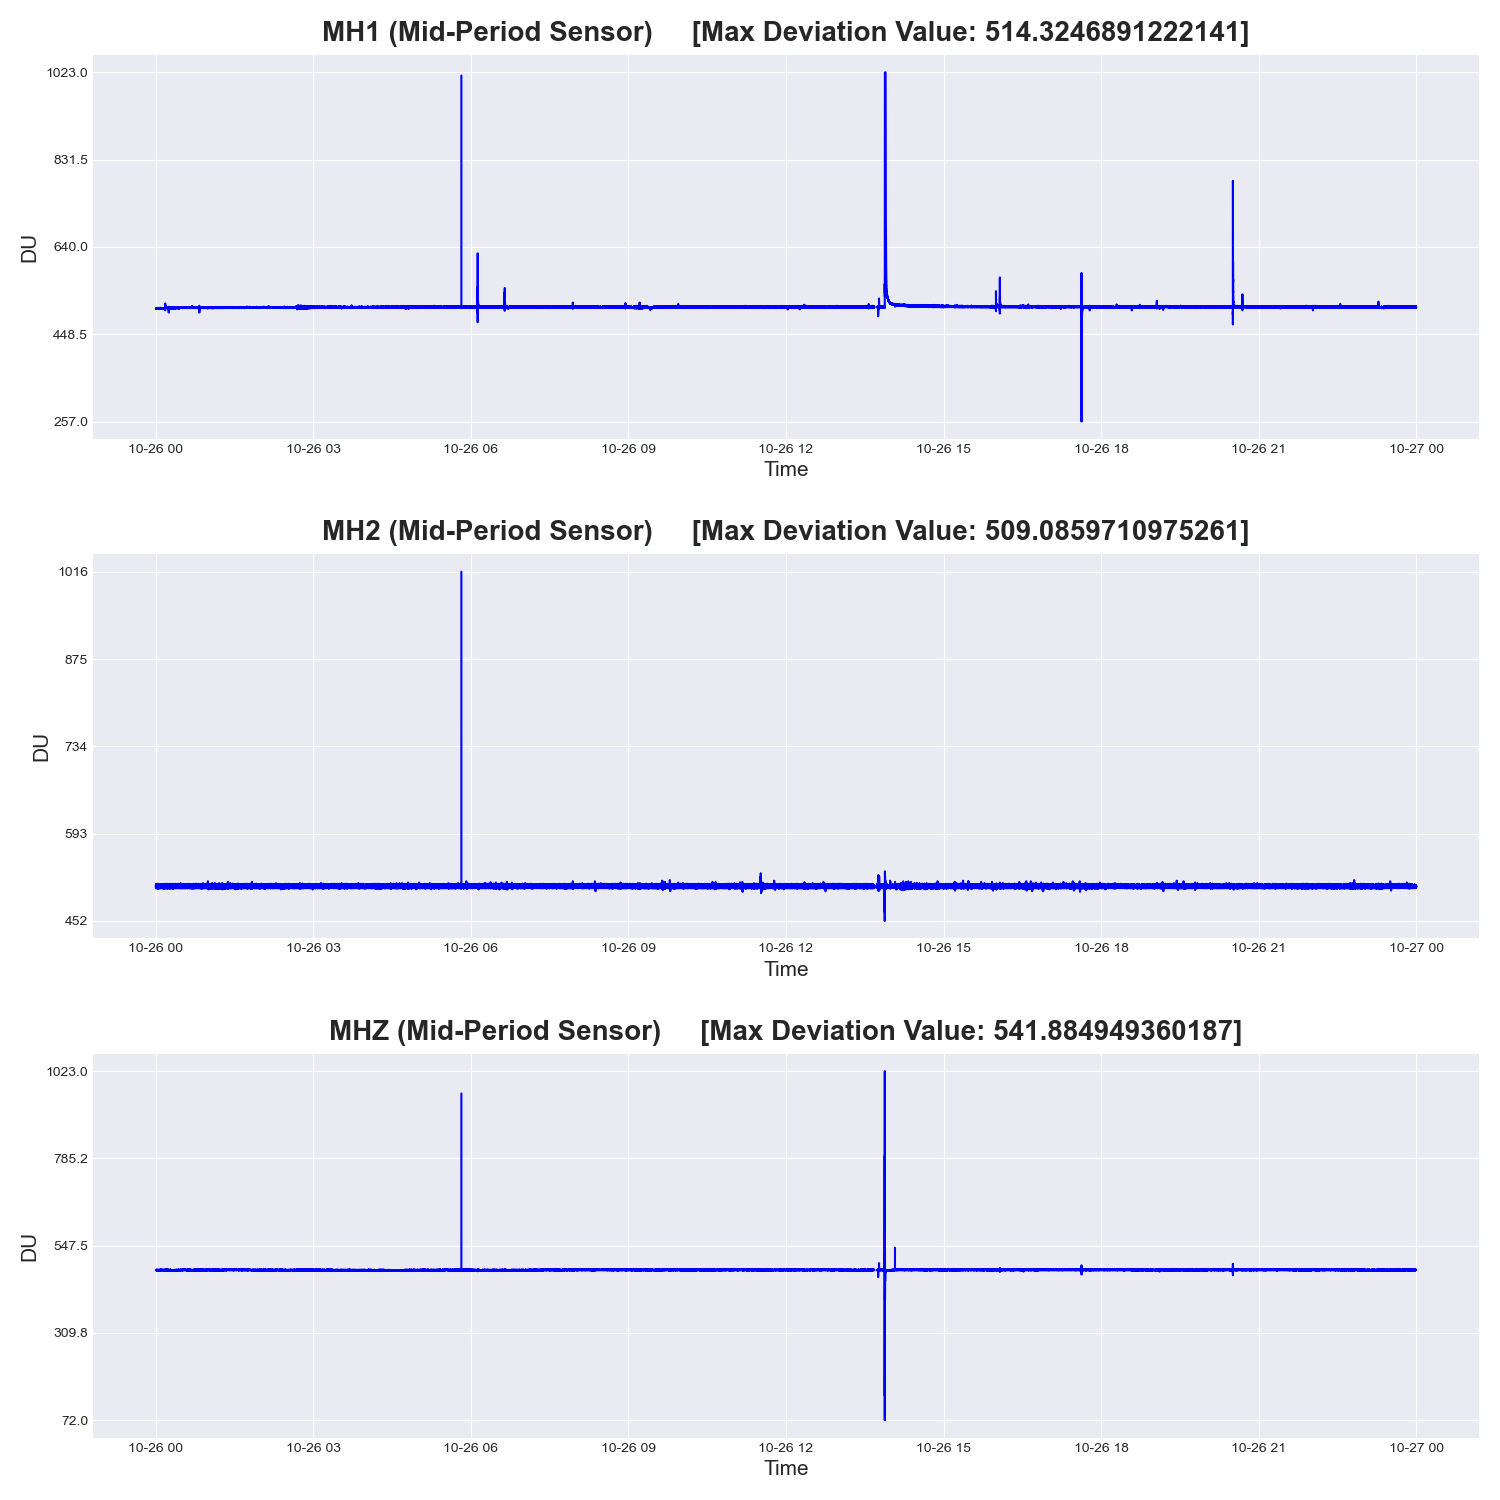 MH1 (Mid-Period Sensor) [Max Deviation Value: 514.3246891222141]
1023.0
831.5
640.0
448.5
257.0
DU
10-26 00 10-26 03 10-26 06 10-26 09 10-26 12 10-26 15 10-26 18 10-26 21 10-27 00
Time
MH2 (Mid-Period Sensor) [Max Deviation Value: 509.0859710975261]
1016
875
734
593
452
DU
10-26 00 10-26 03 10-26 06 10-26 09 10-26 12 10-26 15 10-26 18 10-26 21 10-27 00
Time
MHZ (Mid-Period Sensor) [Max Deviation Value: 541.884949360187]
1023.0
785.2
547.5
309.8
72.0
DU
10-26 00 10-26 03 10-26 06 10-26 09 10-26 12 10-26 15 10-26 18 10-26 21 10-27 00
Time